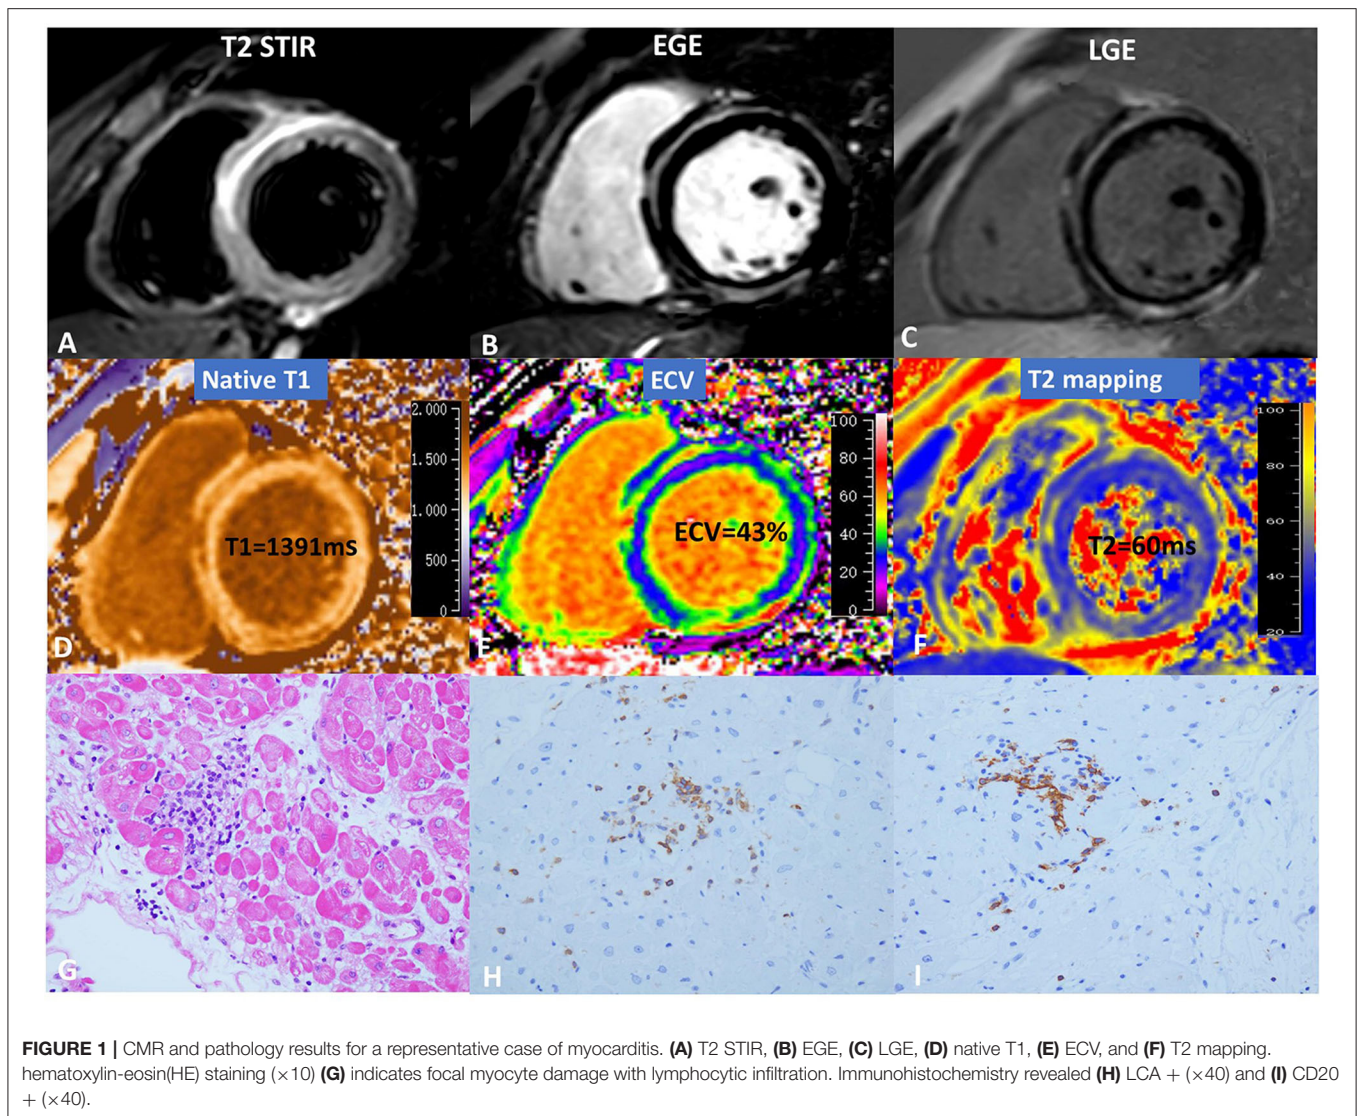 T2 STIR
EGE
LGE
A
B
C
Native T1
ECV
T2 mapping
2.000
1.500
1.000
500
0
100
80
60
40
20
0
100
80
60
40
20
T1=1391ms
ECV=43%
T2=60ms
D
E
F
G
H
I
FIGURE 1 | CMR and pathology results for a representative case of myocarditis. (A) T2 STIR, (B) EGE, (C) LGE, (D) native T1, (E) ECV, and (F) T2 mapping.
hematoxylin-eosin(HE) staining (×10) (G) indicates focal myocyte damage with lymphocytic infiltration. Immunohistochemistry revealed (H) LCA + (×40) and (I) CD20
+ (×40).